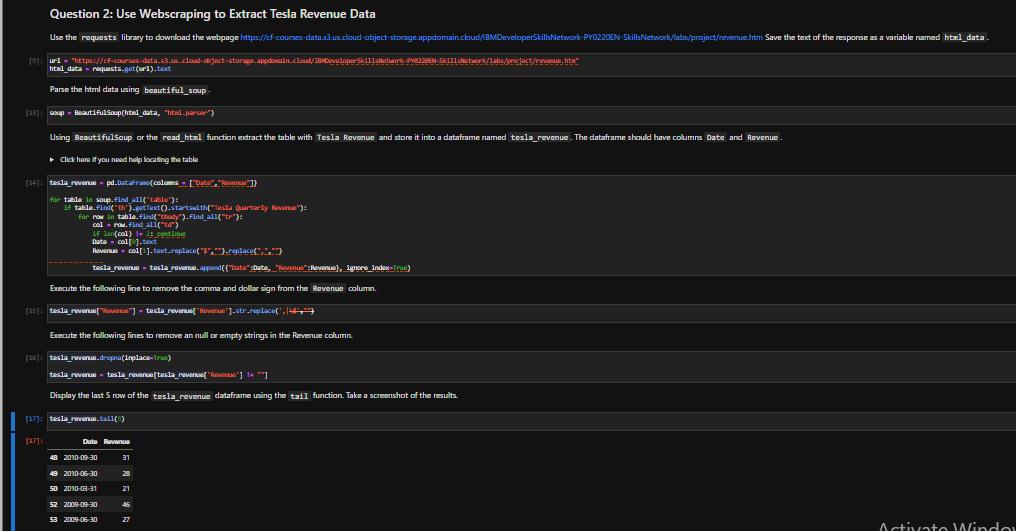 Question 2: Use Webscraping to Extract Tesla Revenue Data
Use the requests library to download the webpage https://cf-courses-data.s3.us.cloud-object-storage.appdomain.cloud/IBMDeveloperSkillsNetwork-PY0220EN-SkillsNetwork/labs/project/revenue.htm Save the text of the response as a variable named html_data.
[9]: url = "https://cf-courses-data.s3.us.cloud-object-storage.appdomain.cloud/IBMDeveloperSkillsNetwork-PY0220EN-SkillsNetwork/labs/project/revenue.htm"
html_data = requests.get(url).text
Parse the html data using beautiful_soup.
[13]: soup = BeautifulSoup(html_data, "html.parser")
Using BeautifulSoup or the read_html function extract the table with Tesla Revenue and store it into a dataframe named tesla_revenue. The dataframe should have columns Date and Revenue.
▶ Click here if you need help locating the table
[14]: tesla_revenue = pd.DataFrame(columns = ["Date","Revenue"])
for table in soup.find_all('table'):
if table.find('th').getText().startswith("Tesla Quarterly Revenue"):
for row in table.find("tbody").find_all("tr"):
col = row.find_all("td")
if len(col) != 2: continue
Date = col[0].text
Revenue = col[1].text.replace("$","").replace(",","")
tesla_revenue = tesla_revenue.append({"Date":Date, "Revenue":Revenue}, ignore_index=True)
Execute the following line to remove the comma and dollar sign from the Revenue column.
[15]: tesla_revenue["Revenue"] = tesla_revenue['Revenue'].str.replace(',|\$',"")
Execute the following lines to remove an null or empty strings in the Revenue column.
[16]: tesla_revenue.dropna(inplace=True)
tesla_revenue = tesla_revenue[tesla_revenue['Revenue'] != ""]
Display the last 5 row of the tesla_revenue dataframe using the tail function. Take a screenshot of the results.
[17]: tesla_revenue.tail(5)
[17]: Date Revenue
48 2010-09-30 31
49 2010-06-30 28
50 2010-03-31 21
52 2009-09-30 46
53 2009-06-30 27
Activate Windo